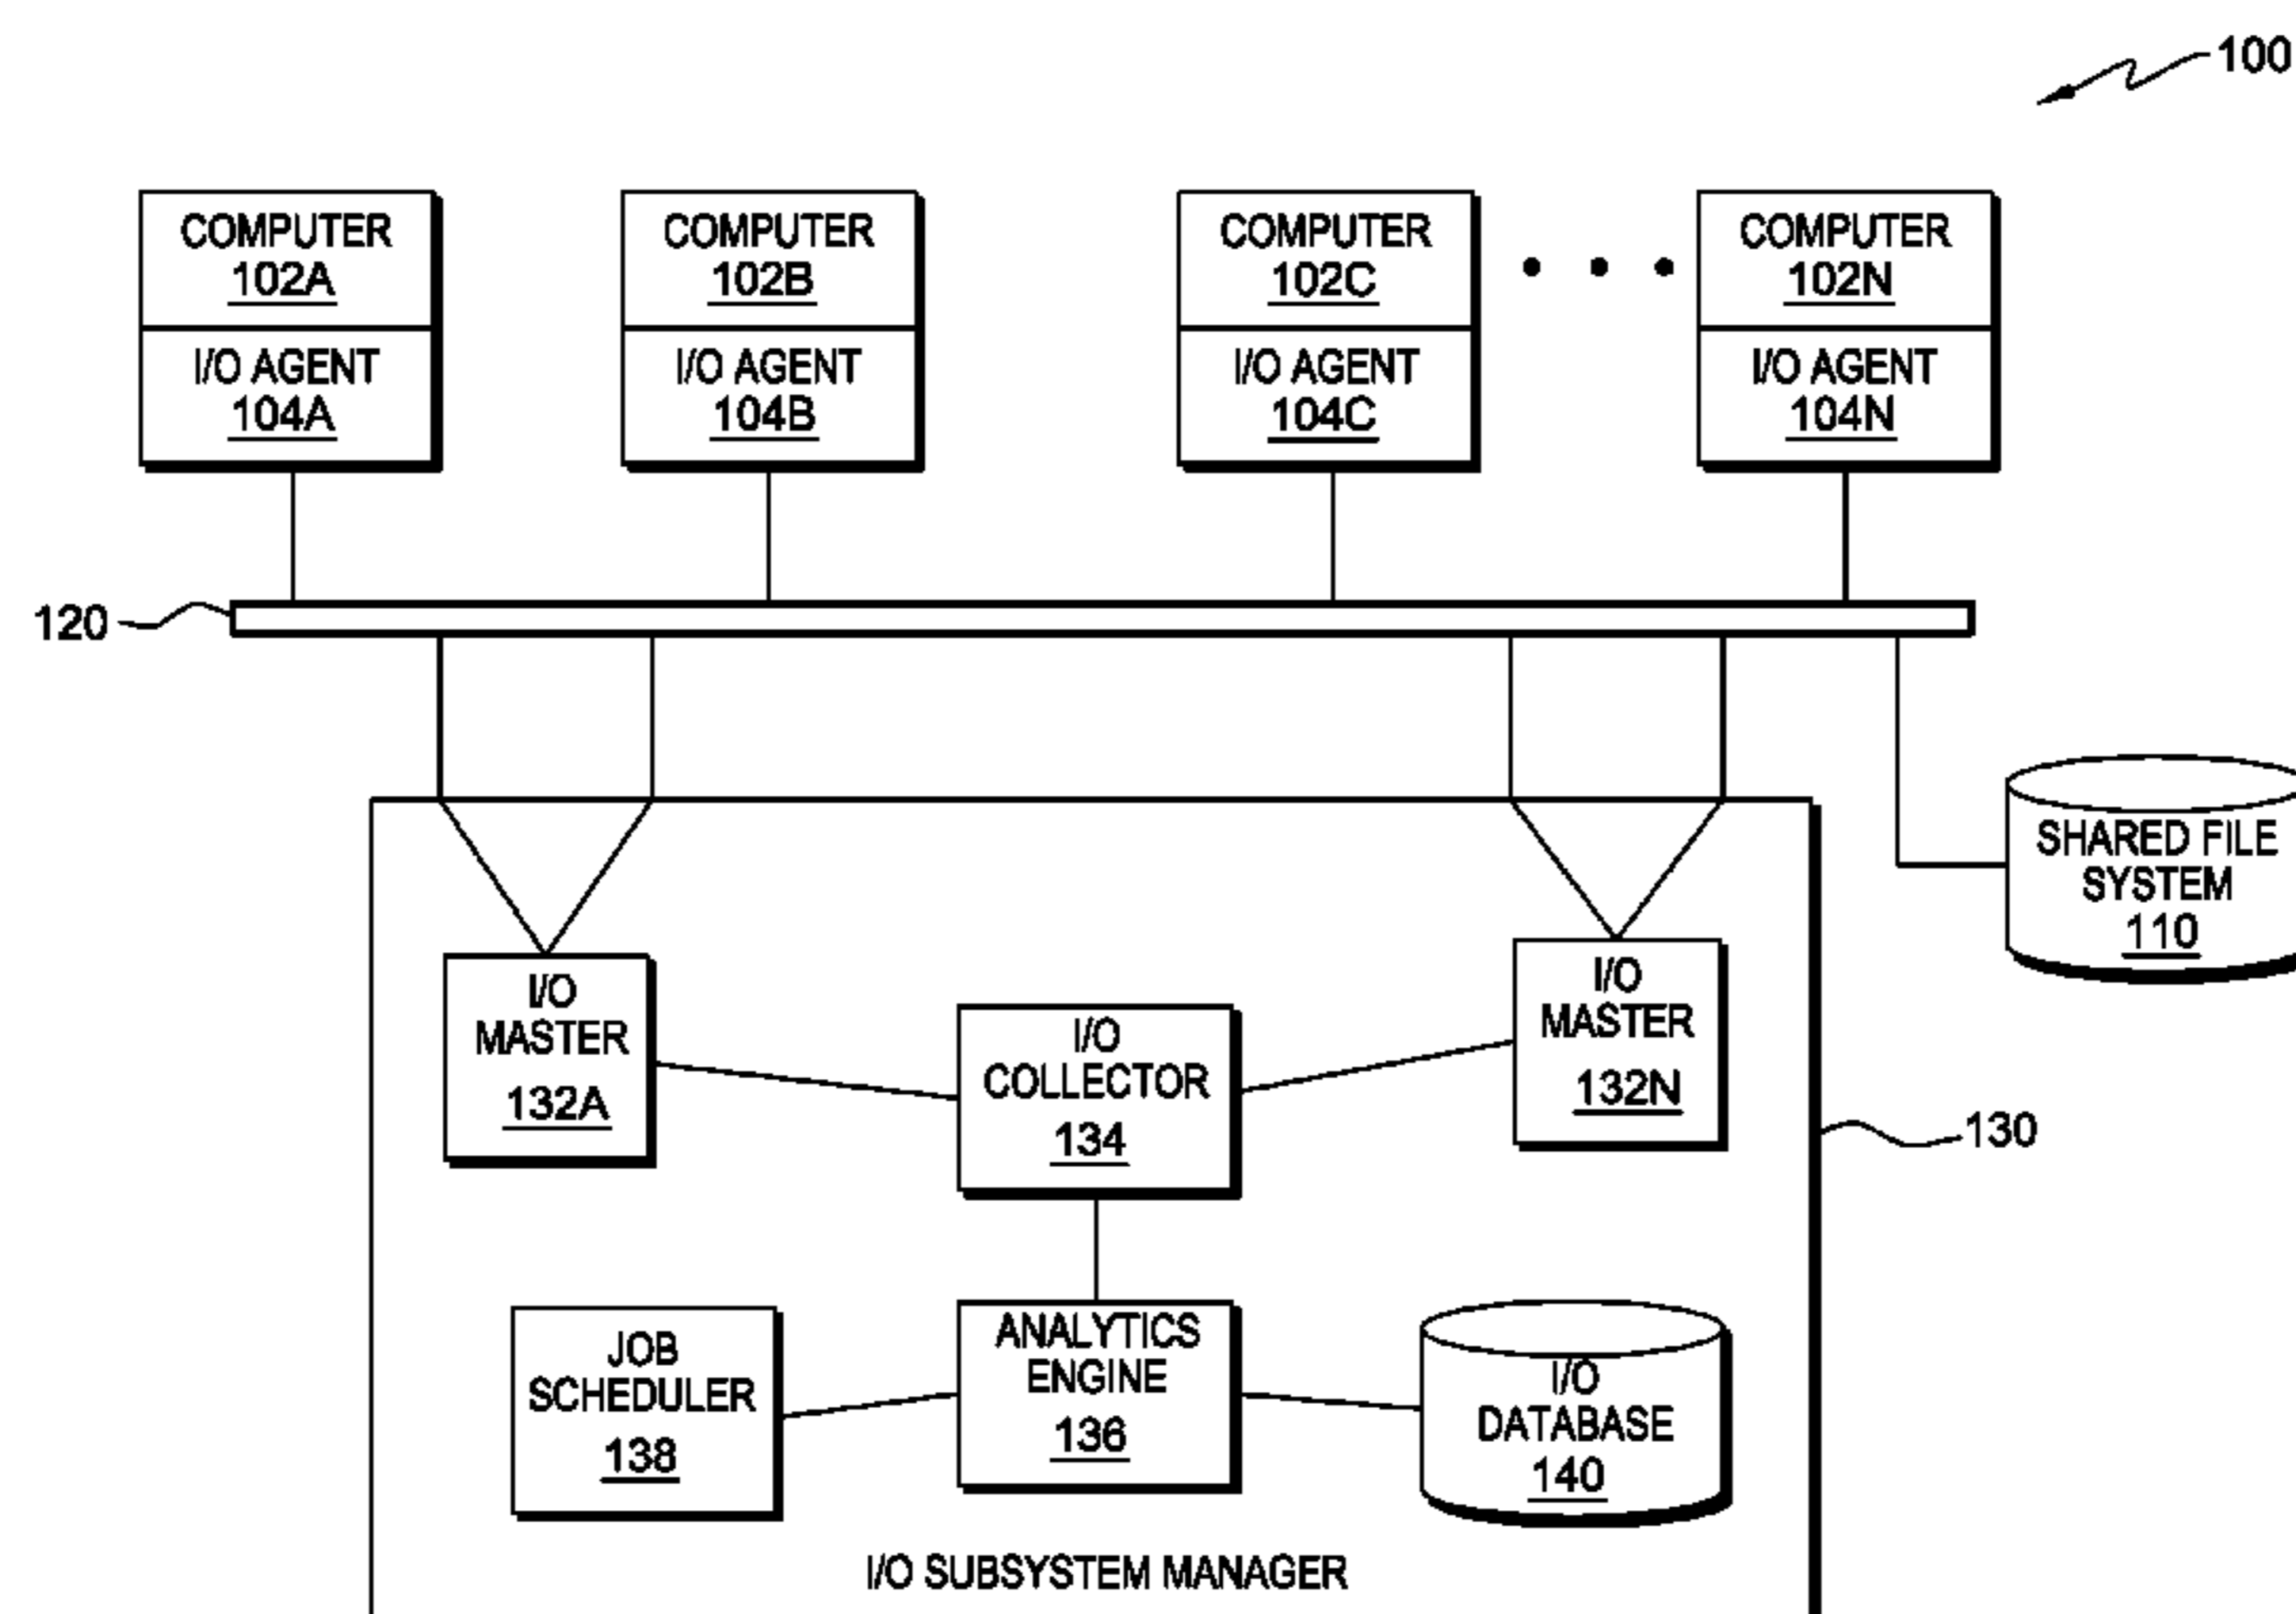 100
COMPUTER
102A
I/O AGENT
104A
COMPUTER
102B
I/O AGENT
104B
COMPUTER
102C
I/O AGENT
104C
• • •
COMPUTER
102N
I/O AGENT
104N
120
SHARED FILE
SYSTEM
110
I/O
MASTER
132A
I/O
COLLECTOR
134
I/O
MASTER
132N
130
JOB
SCHEDULER
138
ANALYTICS
ENGINE
136
I/O
DATABASE
140
I/O SUBSYSTEM MANAGER